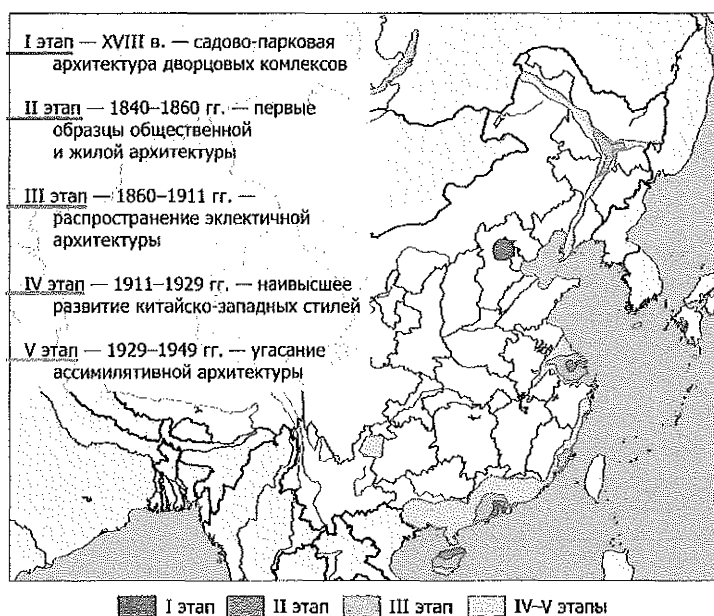 I этап — XVIII в. — садово-парковая
архитектура дворцовых комлексов
II этап — 1840–1860 гг. — первые
образцы общественной
и жилой архитектуры
III этап — 1860–1911 гг. —
распространение эклектичной
архитектуры
IV этап — 1911–1929 гг. — наивысшее
развитие китайско-западных стилей
V этап — 1929–1949 гг. — угасание
ассимилятивной архитектуры
I этап II этап III этап IV–V этапы